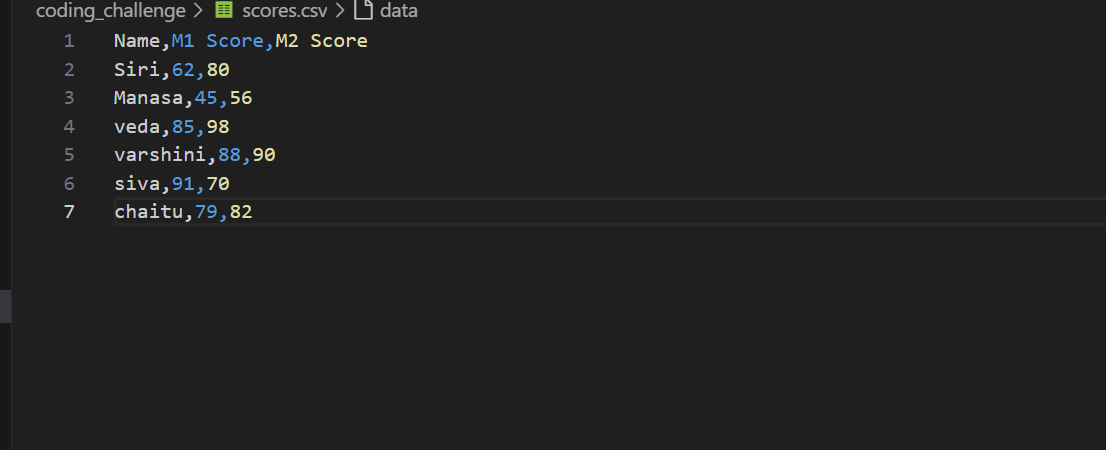 coding_challenge > scores.csv > data
1 Name,M1 Score,M2 Score
2 Siri,62,80
3 Manasa,45,56
4 veda,85,98
5 varshini,88,90
6 siva,91,70
7 chaitu,79,82